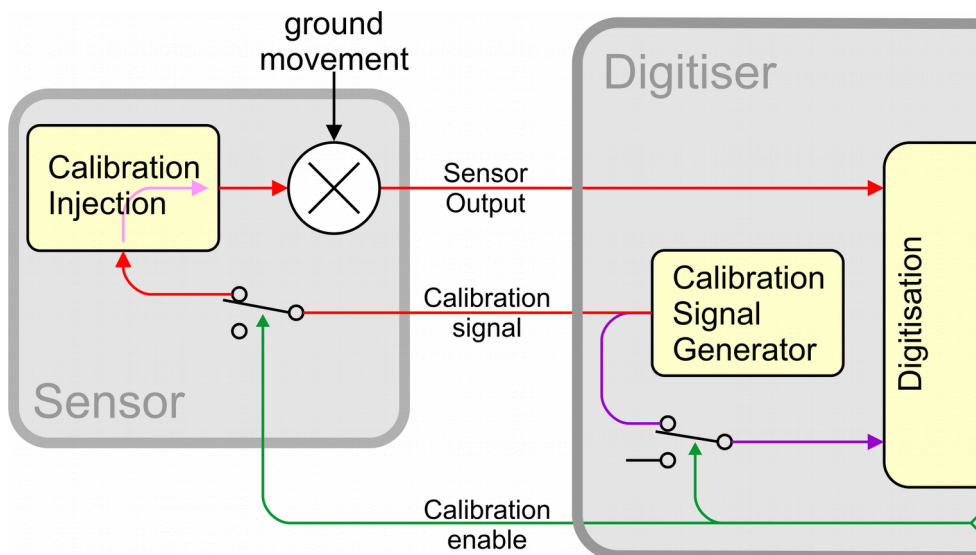 ground
movement
Digitiser
Calibration
Injection
Sensor
Output
Calibration
signal
Calibration
Signal
Generator
Digitisation
Sensor
Calibration
enable